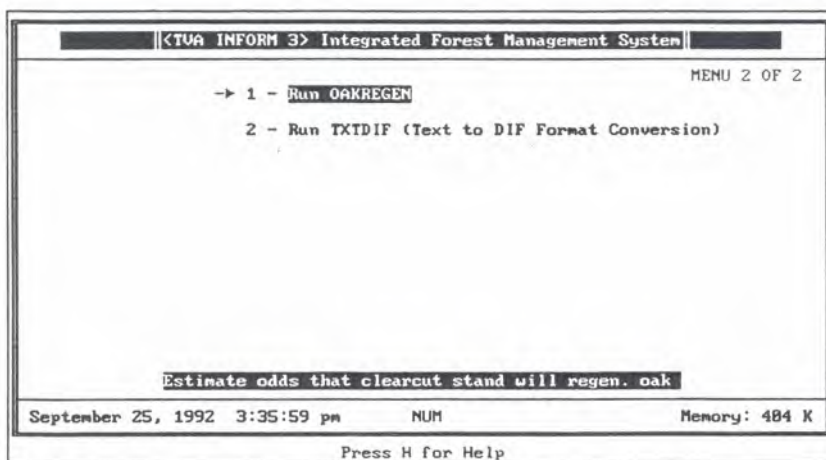 <TVA INFORM 3> Integrated Forest Management System
MENU 2 OF 2
→ 1 - Run OAKREGEN
2 - Run TXTDIF (Text to DIF Format Conversion)
Estimate odds that clearcut stand will regen. oak
September 25, 1992 3:35:59 pm NUM Memory: 404 K
Press H for Help